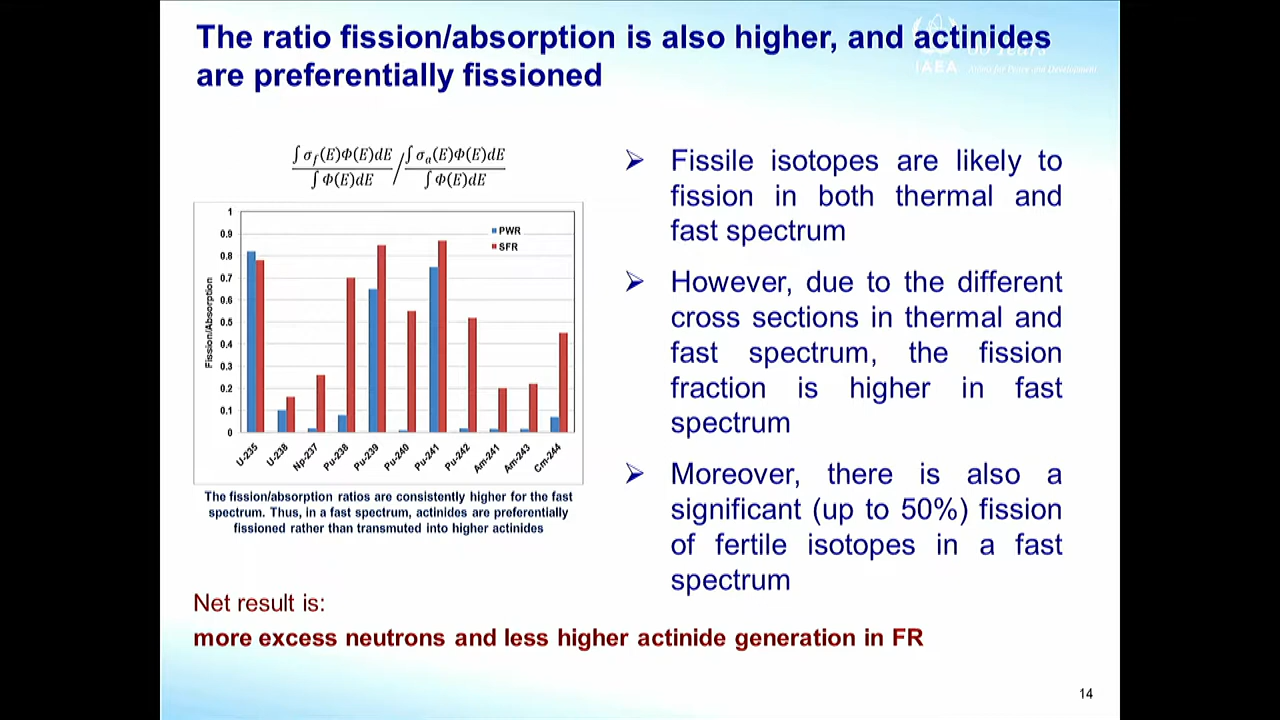 The ratio fission/absorption is also higher, and actinides
are preferentially fissioned
IAEA
Atoms for Peace and Development
∫σf(E)Φ(E)dE / ∫σa(E)Φ(E)dE
∫Φ(E)dE ∫Φ(E)dE
1
0.9
0.8
0.7
0.6
0.5
0.4
0.3
0.2
0.1
0
Fission/Absorption
PWR
SFR
U-235
U-238
Np-237
Pu-238
Pu-239
Pu-240
Pu-241
Pu-242
Am-241
Am-243
Cm-244
The fission/absorption ratios are consistently higher for the fast
spectrum. Thus, in a fast spectrum, actinides are preferentially
fissioned rather than transmuted into higher actinides
➢ Fissile isotopes are likely to
fission in both thermal and
fast spectrum
➢ However, due to the different
cross sections in thermal and
fast spectrum, the fission
fraction is higher in fast
spectrum
➢ Moreover, there is also a
significant (up to 50%) fission
of fertile isotopes in a fast
spectrum
Net result is:
more excess neutrons and less higher actinide generation in FR
14